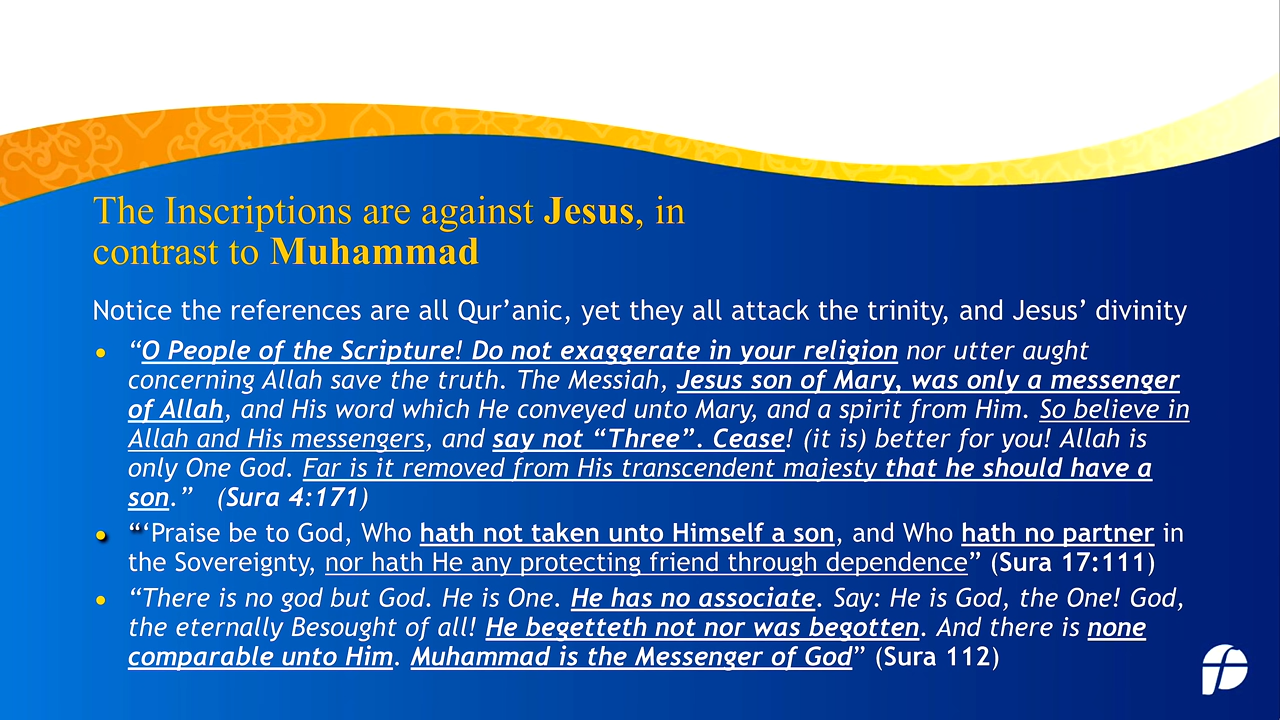 The Inscriptions are against Jesus, in
contrast to Muhammad
Notice the references are all Qur’anic, yet they all attack the trinity, and Jesus’ divinity
• “O People of the Scripture! Do not exaggerate in your religion nor utter aught
concerning Allah save the truth. The Messiah, Jesus son of Mary, was only a messenger
of Allah, and His word which He conveyed unto Mary, and a spirit from Him. So believe in
Allah and His messengers, and say not “Three”. Cease! (it is) better for you! Allah is
only One God. Far is it removed from His transcendent majesty that he should have a
son.” (Sura 4:171)
• “‘Praise be to God, Who hath not taken unto Himself a son, and Who hath no partner in
the Sovereignty, nor hath He any protecting friend through dependence” (Sura 17:111)
• “There is no god but God. He is One. He has no associate. Say: He is God, the One! God,
the eternally Besought of all! He begetteth not nor was begotten. And there is none
comparable unto Him. Muhammad is the Messenger of God” (Sura 112)